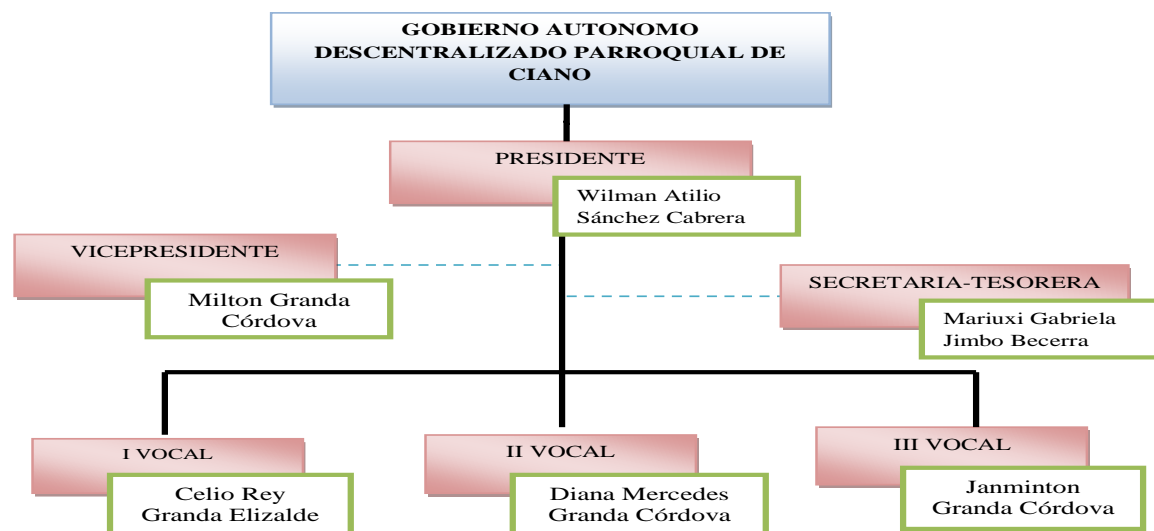 GOBIERNO AUTONOMO
DESCENTRALIZADO PARROQUIAL DE
CIANO
PRESIDENTE
Wilman Atilio
Sánchez Cabrera
VICEPRESIDENTE
Milton Granda
Córdova
SECRETARIA-TESORERA
Mariuxi Gabriela
Jimbo Becerra
I VOCAL
Celio Rey
Granda Elizalde
II VOCAL
Diana Mercedes
Granda Córdova
III VOCAL
Janminton
Granda Córdova